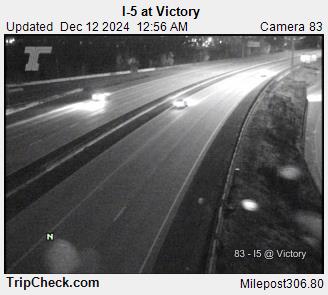 I-5 at Victory
Updated  Dec 12 2024  12:56 AM
Camera 83
T
N
83 - I5 @ Victory
TripCheck.com
Milepost306.80